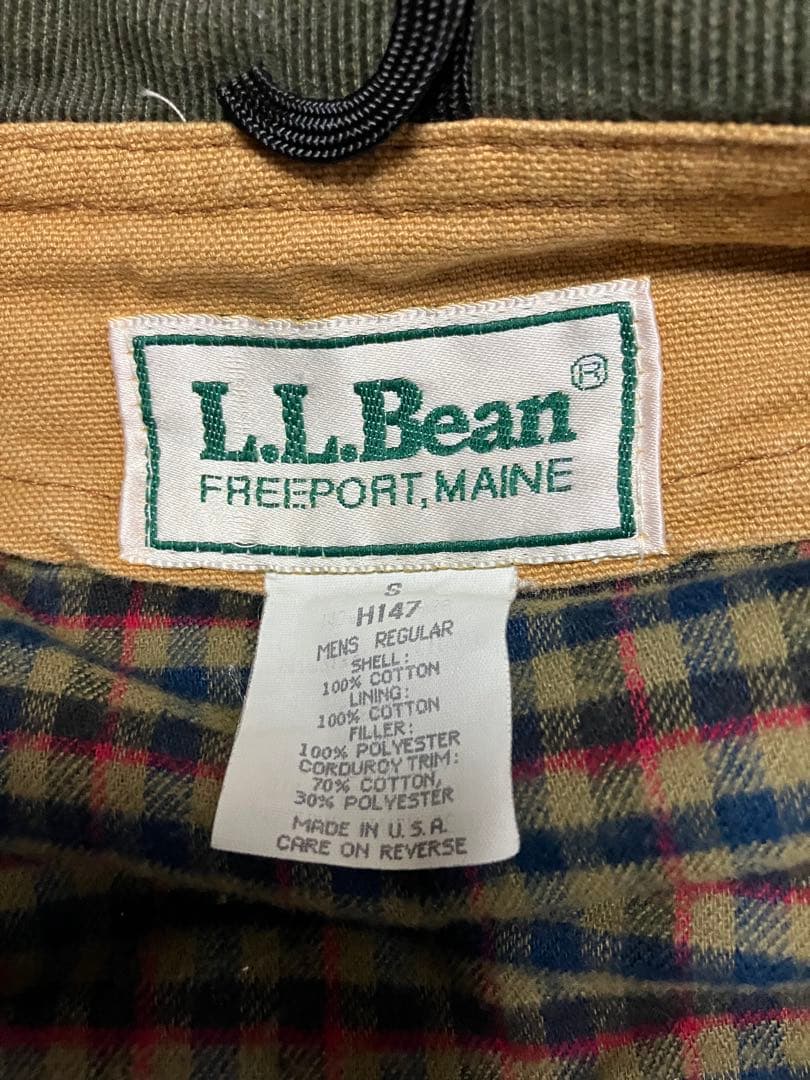 L.L.Bean®
FREEPORT, MAINE
S
H147
MENS REGULAR
SHELL:
100% COTTON
LINING:
100% COTTON
FILLER:
100% POLYESTER
CORDUROY TRIM:
70% COTTON,
30% POLYESTER
MADE IN U.S.A.
CARE ON REVERSE